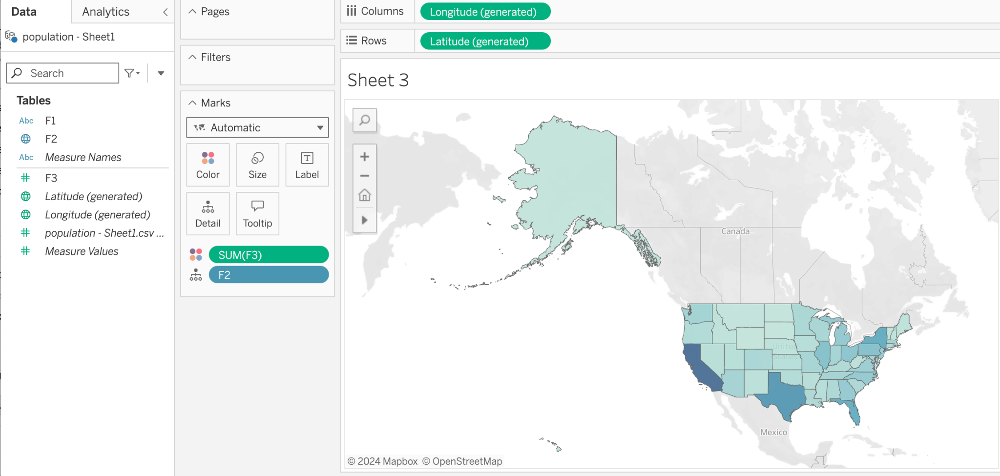 Data
Analytics
population - Sheet1
Search
Tables
Abc F1
F2
Abc Measure Names
F3
Latitude (generated)
Longitude (generated)
population - Sheet1.csv ...
Measure Values
Pages
Filters
Marks
Automatic
Color
Size
Label
Detail
Tooltip
SUM(F3)
F2
Columns
Longitude (generated)
Rows
Latitude (generated)
Sheet 3
Canada
United
States
Mexico
© 2024 Mapbox © OpenStreetMap